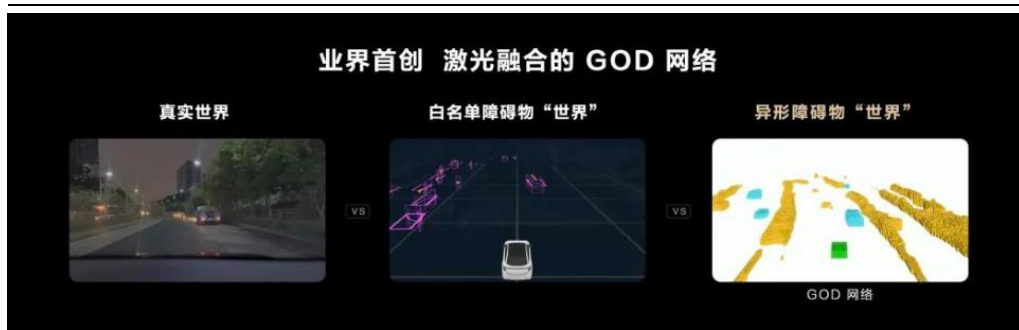 业界首创 激光融合的 GOD 网络
真实世界
白名单障碍物“世界”
异形障碍物“世界”
VS
VS
GOD 网络